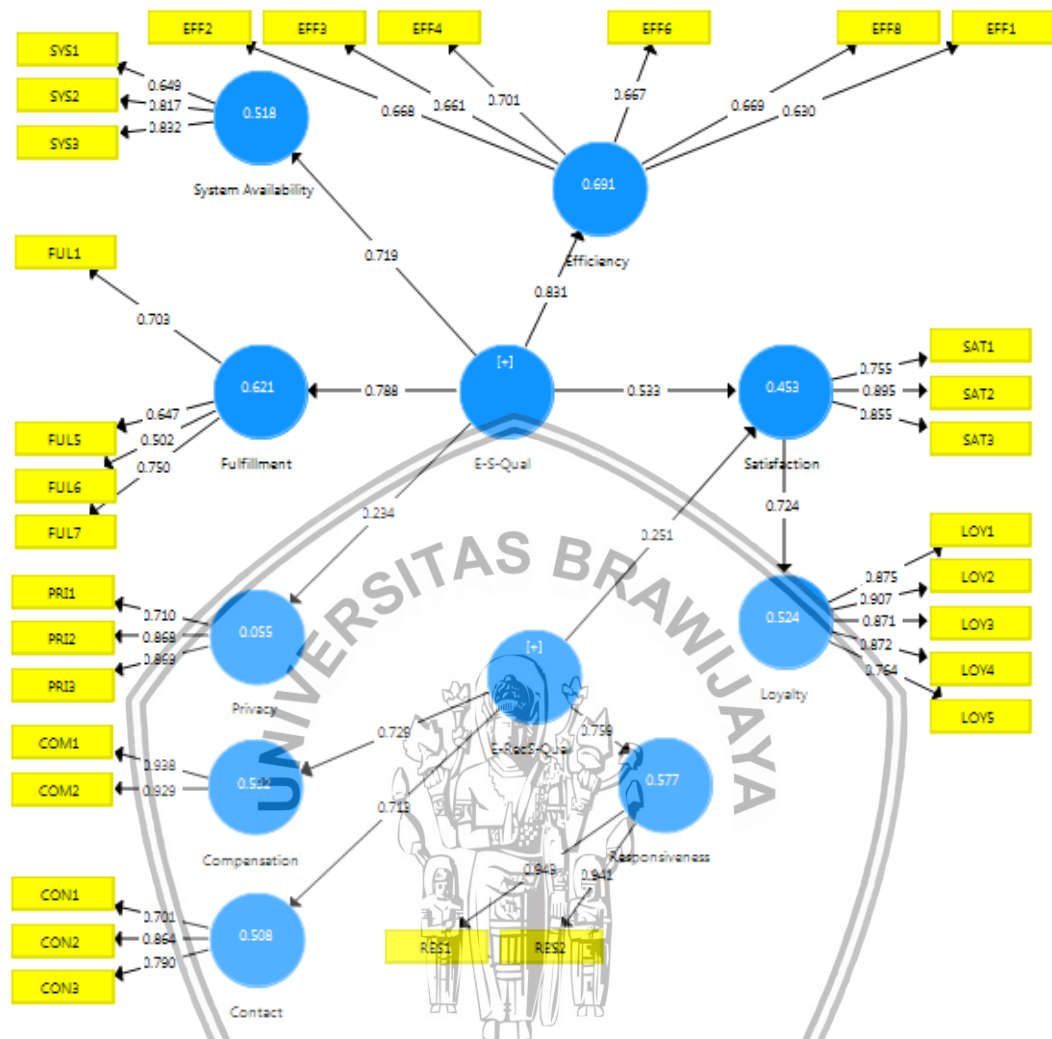 EFF2 EFF3 EFF4 EFF6 EFF8 EFF1
SYS1
SYS2
SYS3
0.649
0.817
0.832
0.518
System Availability
0.668
0.661
0.701
0.667
0.669
0.630
0.691
Efficiency
0.719
0.831
FUL1
0.703
0.621
Fulfillment
0.647
0.502
0.750
FUL5
FUL6
FUL7
0.788
[+]
E-S-Qual
0.533
0.453
Satisfaction
0.755
0.895
0.855
SAT1
SAT2
SAT3
0.234
0.251
0.724
PRI1
PRI2
PRI3
0.710
0.868
0.869
0.055
Privacy
[+]
E-RecS-Qual
0.524
Loyalty
0.875
0.907
0.871
0.872
0.764
LOY1
LOY2
LOY3
LOY4
LOY5
COM1
COM2
0.938
0.929
Compensation
0.729
0.713
0.759
0.577
Responsiveness
0.943
0.941
RES1 RES2
CON1
CON2
CON3
0.701
0.864
0.790
0.508
Contact
UNIVERSITAS BRAWIJAYA